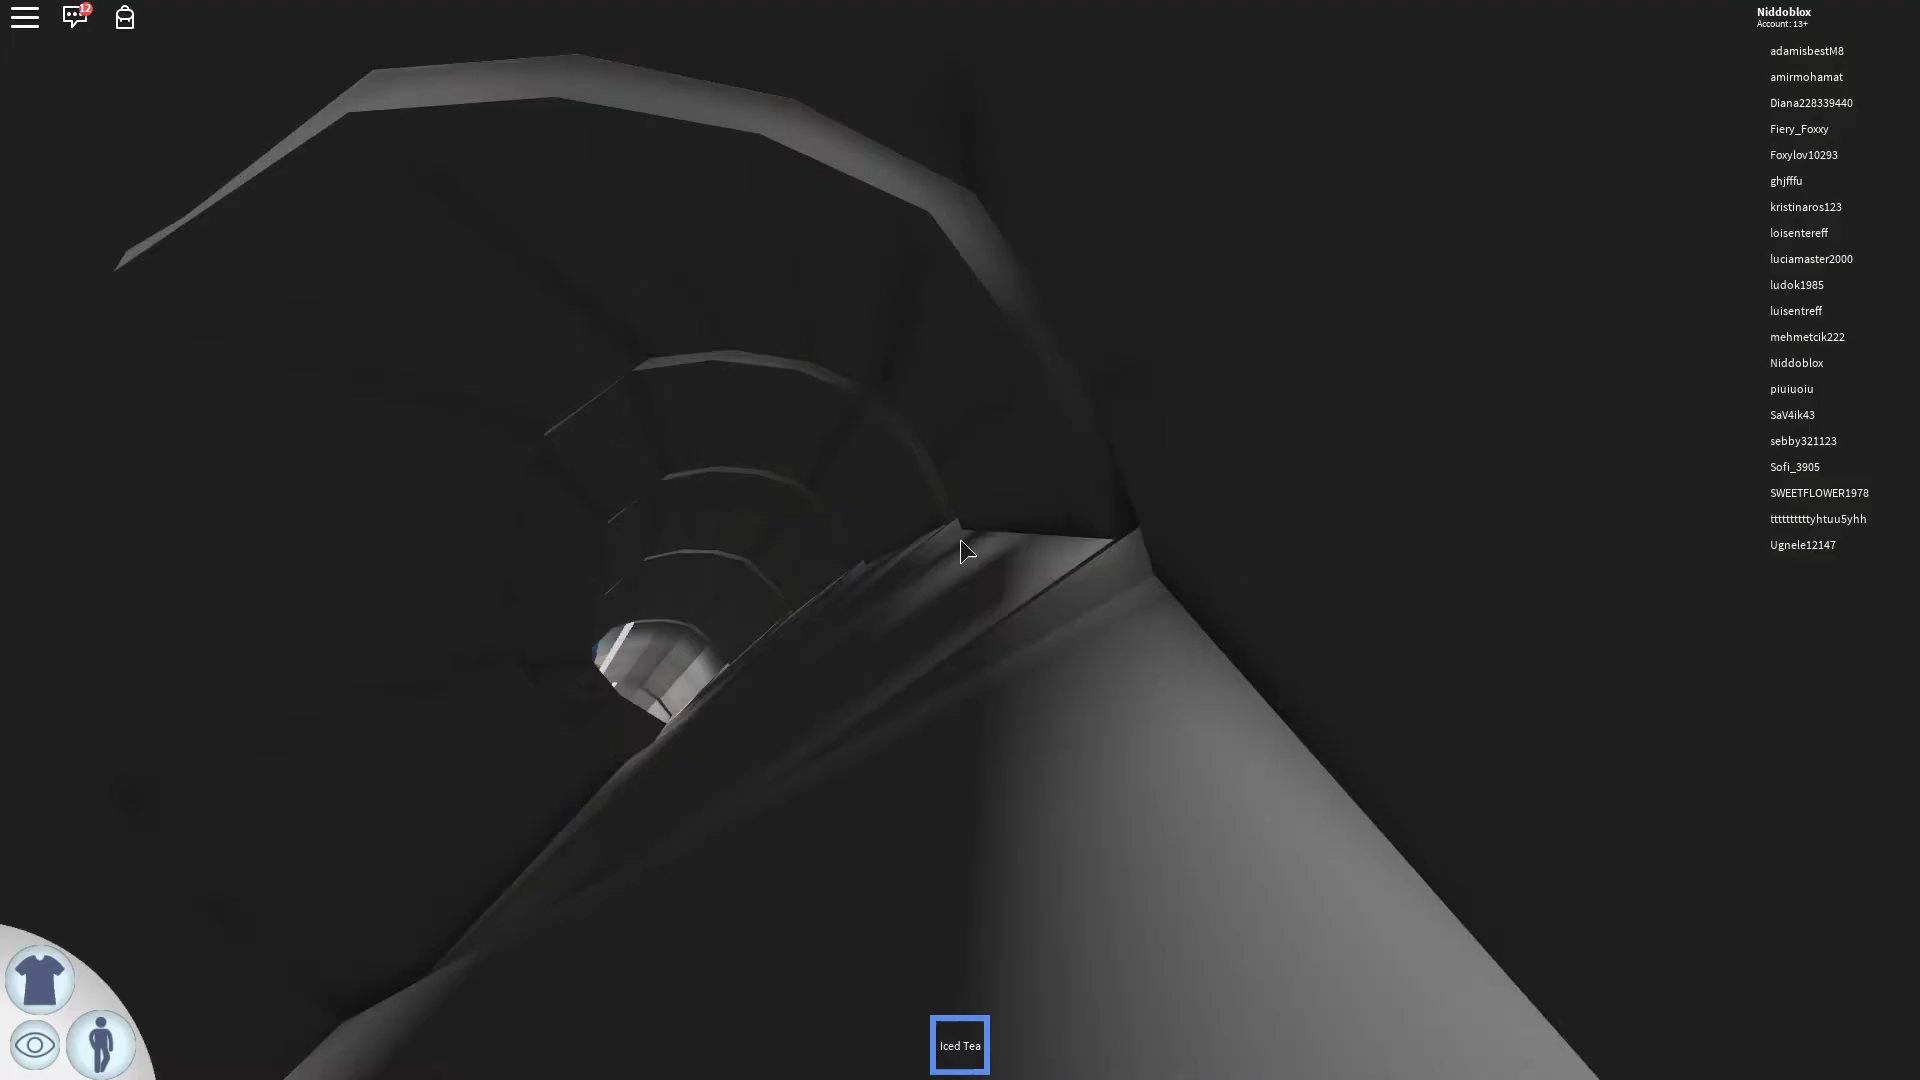 12
Niddoblox
Account: 13+
adamisbestM8
amirmohamat
Diana228339440
Fiery_Foxxy
Foxylov10293
ghjfffu
kristinaros123
loisentereff
luciamaster2000
ludok1985
luisentreff
mehmetcik222
Niddoblox
piuiuoiu
SaV4ik43
sebby321123
Sofi_3905
SWEETFLOWER1978
ttttttttttyhtuu5yhh
Ugnele12147
Iced Tea